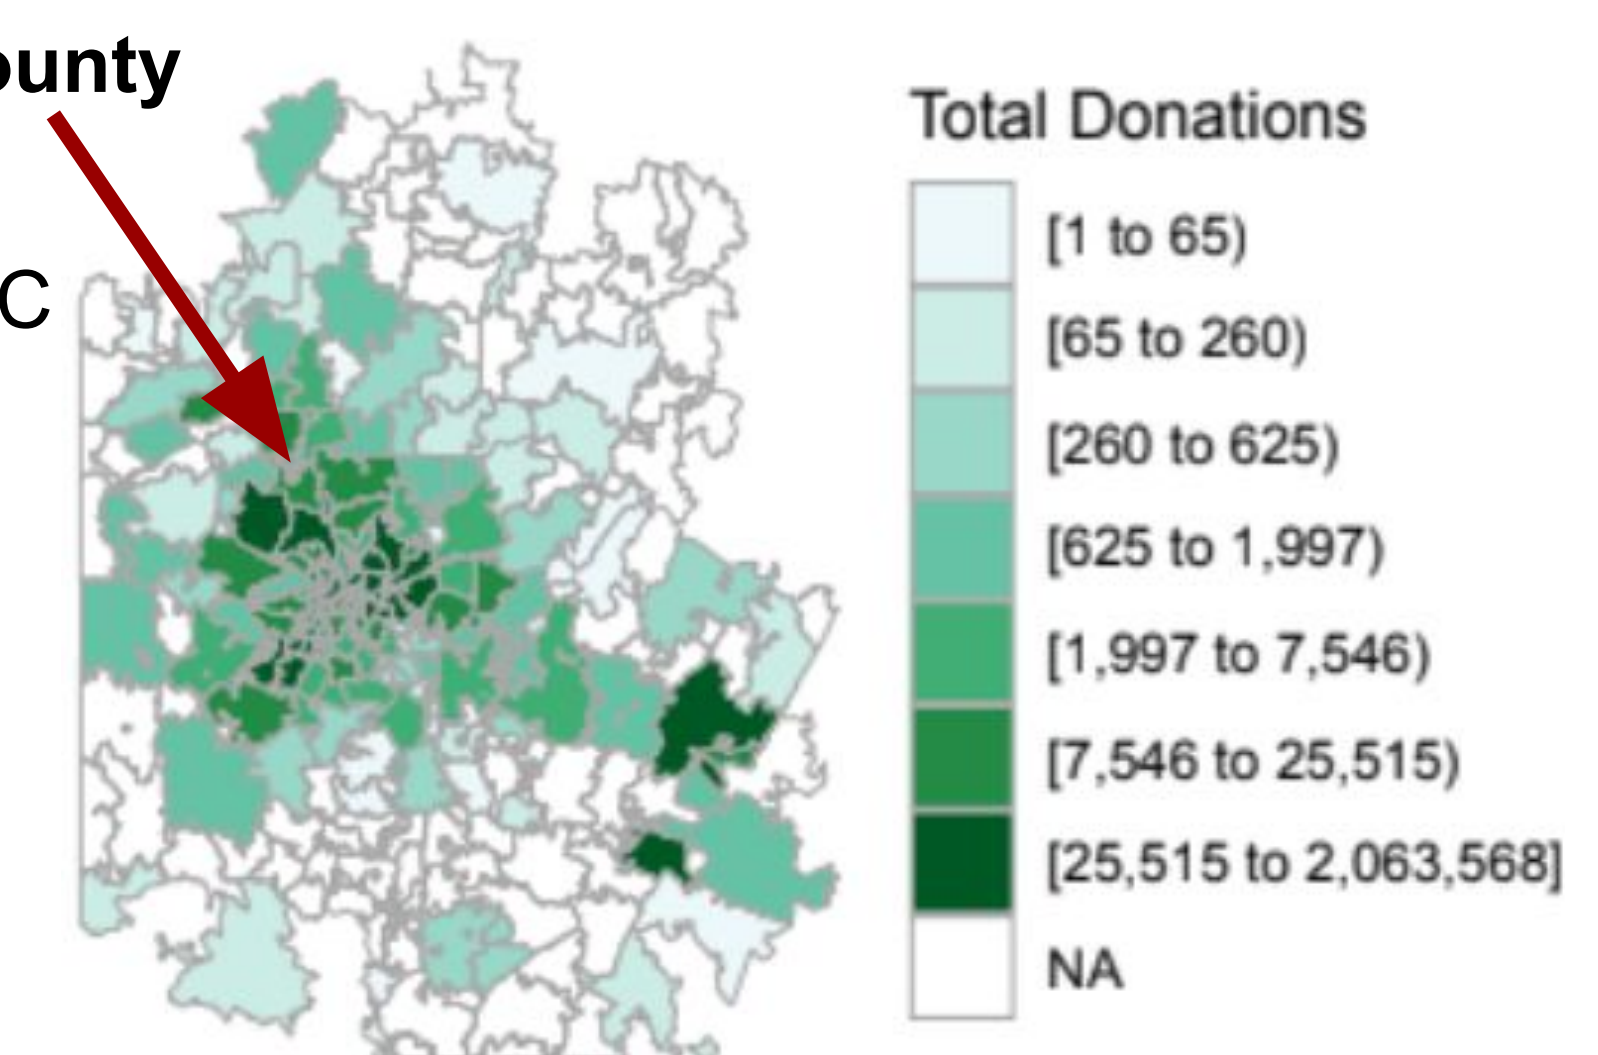 ounty
C
Total Donations
[1 to 65)
[65 to 260)
[260 to 625)
[625 to 1,997)
[1,997 to 7,546)
[7,546 to 25,515)
[25,515 to 2,063,568]
NA